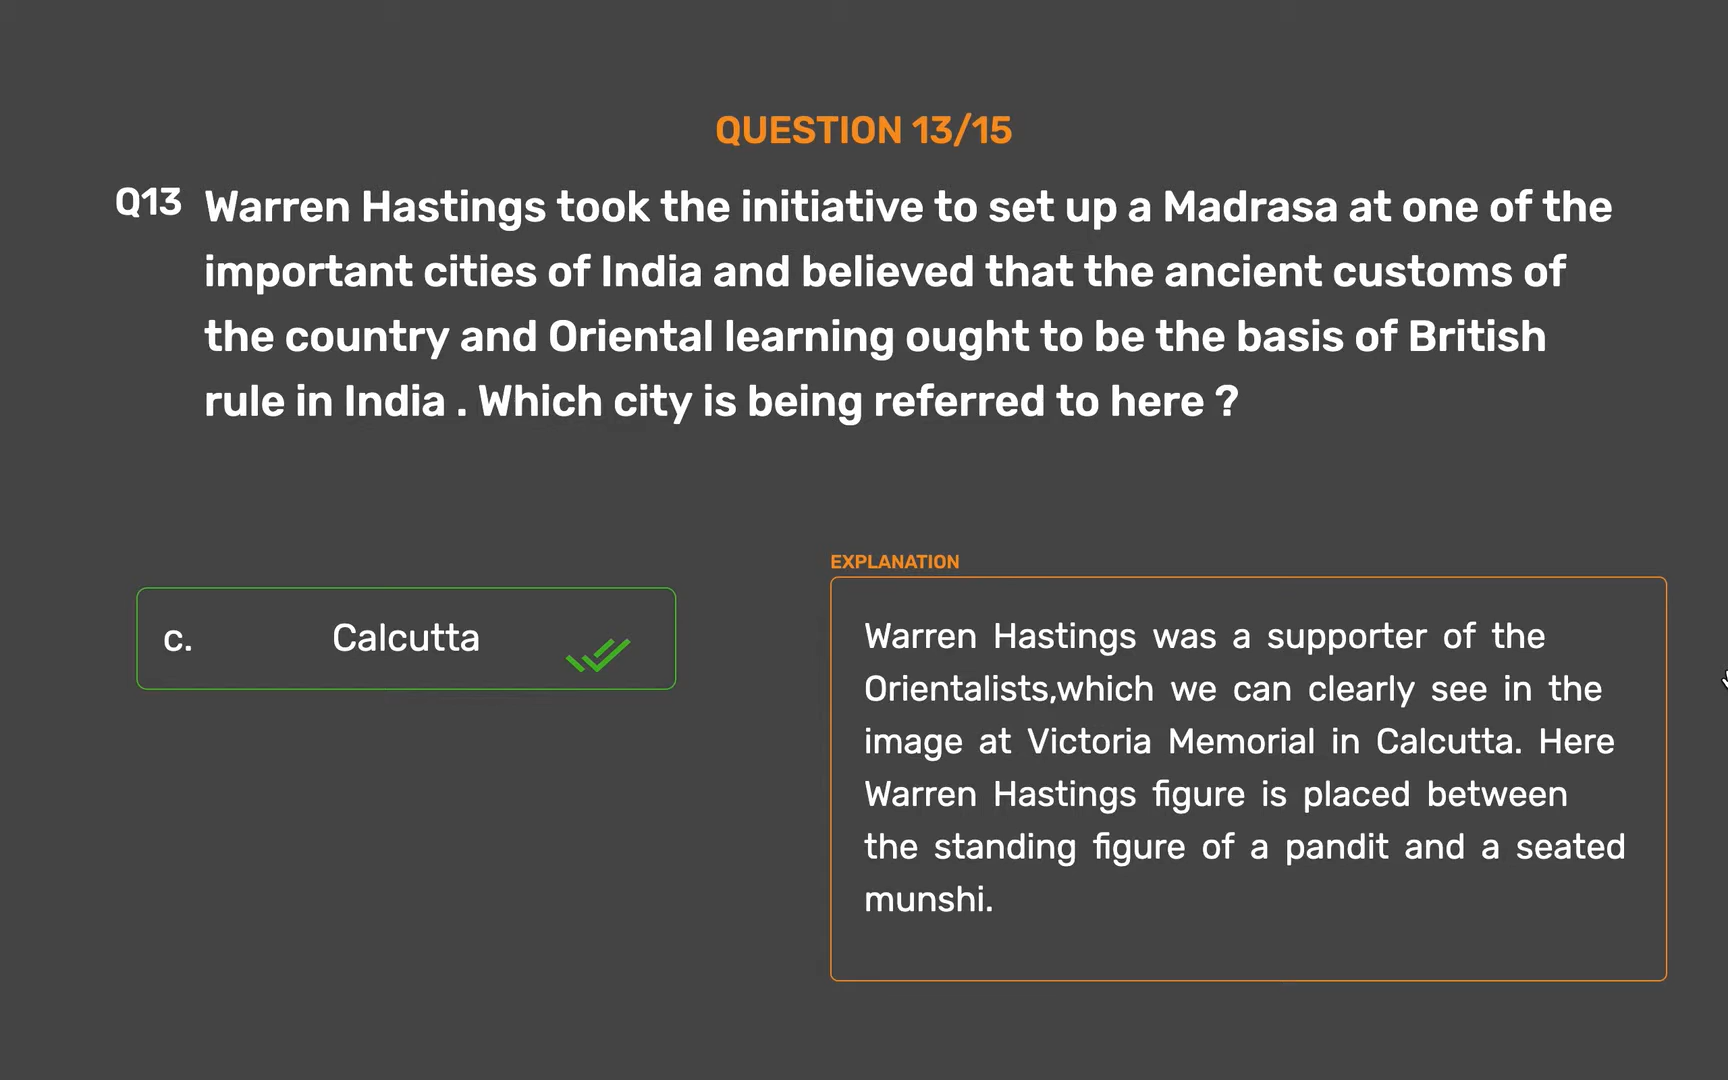 QUESTION 13/15
Q13 Warren Hastings took the initiative to set up a Madrasa at one of the
important cities of India and believed that the ancient customs of
the country and Oriental learning ought to be the basis of British
rule in India . Which city is being referred to here ?
c. Calcutta
EXPLANATION
Warren Hastings was a supporter of the
Orientalists,which we can clearly see in the
image at Victoria Memorial in Calcutta. Here
Warren Hastings figure is placed between
the standing figure of a pandit and a seated
munshi.